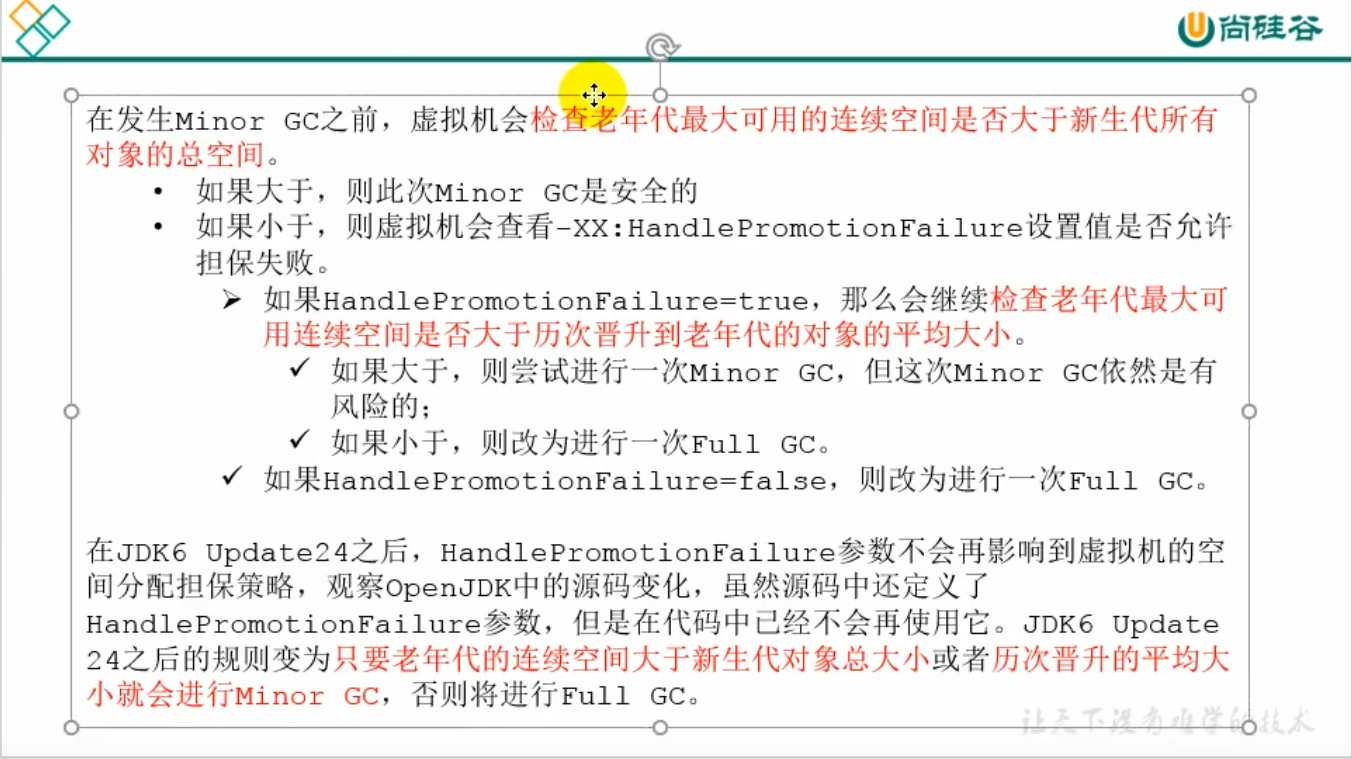 尚硅谷
在发生Minor GC之前，虚拟机会检查老年代最大可用的连续空间是否大于新生代所有
对象的总空间。
• 如果大于，则此次Minor GC是安全的
• 如果小于，则虚拟机会查看-XX:HandlePromotionFailure设置值是否允许
担保失败。
➢ 如果HandlePromotionFailure=true，那么会继续检查老年代最大可
用连续空间是否大于历次晋升到老年代的对象的平均大小。
✓ 如果大于，则尝试进行一次Minor GC，但这次Minor GC依然是有
风险的；
✓ 如果小于，则改为进行一次Full GC。
✓ 如果HandlePromotionFailure=false，则改为进行一次Full GC。
在JDK6 Update24之后，HandlePromotionFailure参数不会再影响到虚拟机的空
间分配担保策略，观察OpenJDK中的源码变化，虽然源码中还定义了
HandlePromotionFailure参数，但是在代码中已经不会再使用它。JDK6 Update
24之后的规则变为只要老年代的连续空间大于新生代对象总大小或者历次晋升的平均大
小就会进行Minor GC，否则将进行Full GC。
让天下没有难学的技术